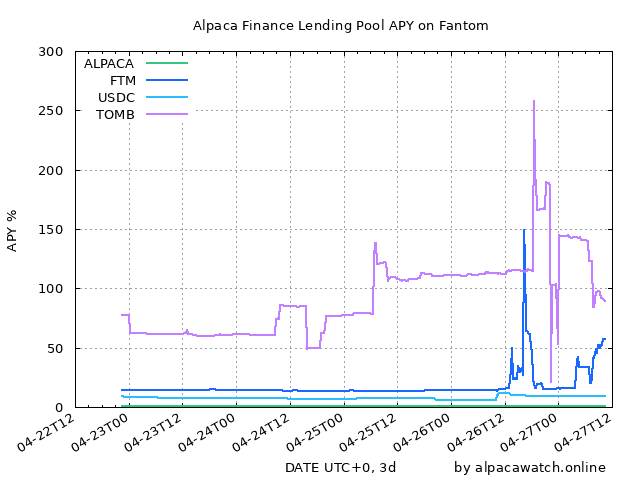 Alpaca Finance Lending Pool APY on Fantom
300
250
200
150
100
50
0
APY %
ALPACA
FTM
USDC
TOMB
04-22T12
04-23T00
04-23T12
04-24T00
04-24T12
04-25T00
04-25T12
04-26T00
04-26T12
04-27T00
04-27T12
DATE UTC+0, 3d
by alpacawatch.online